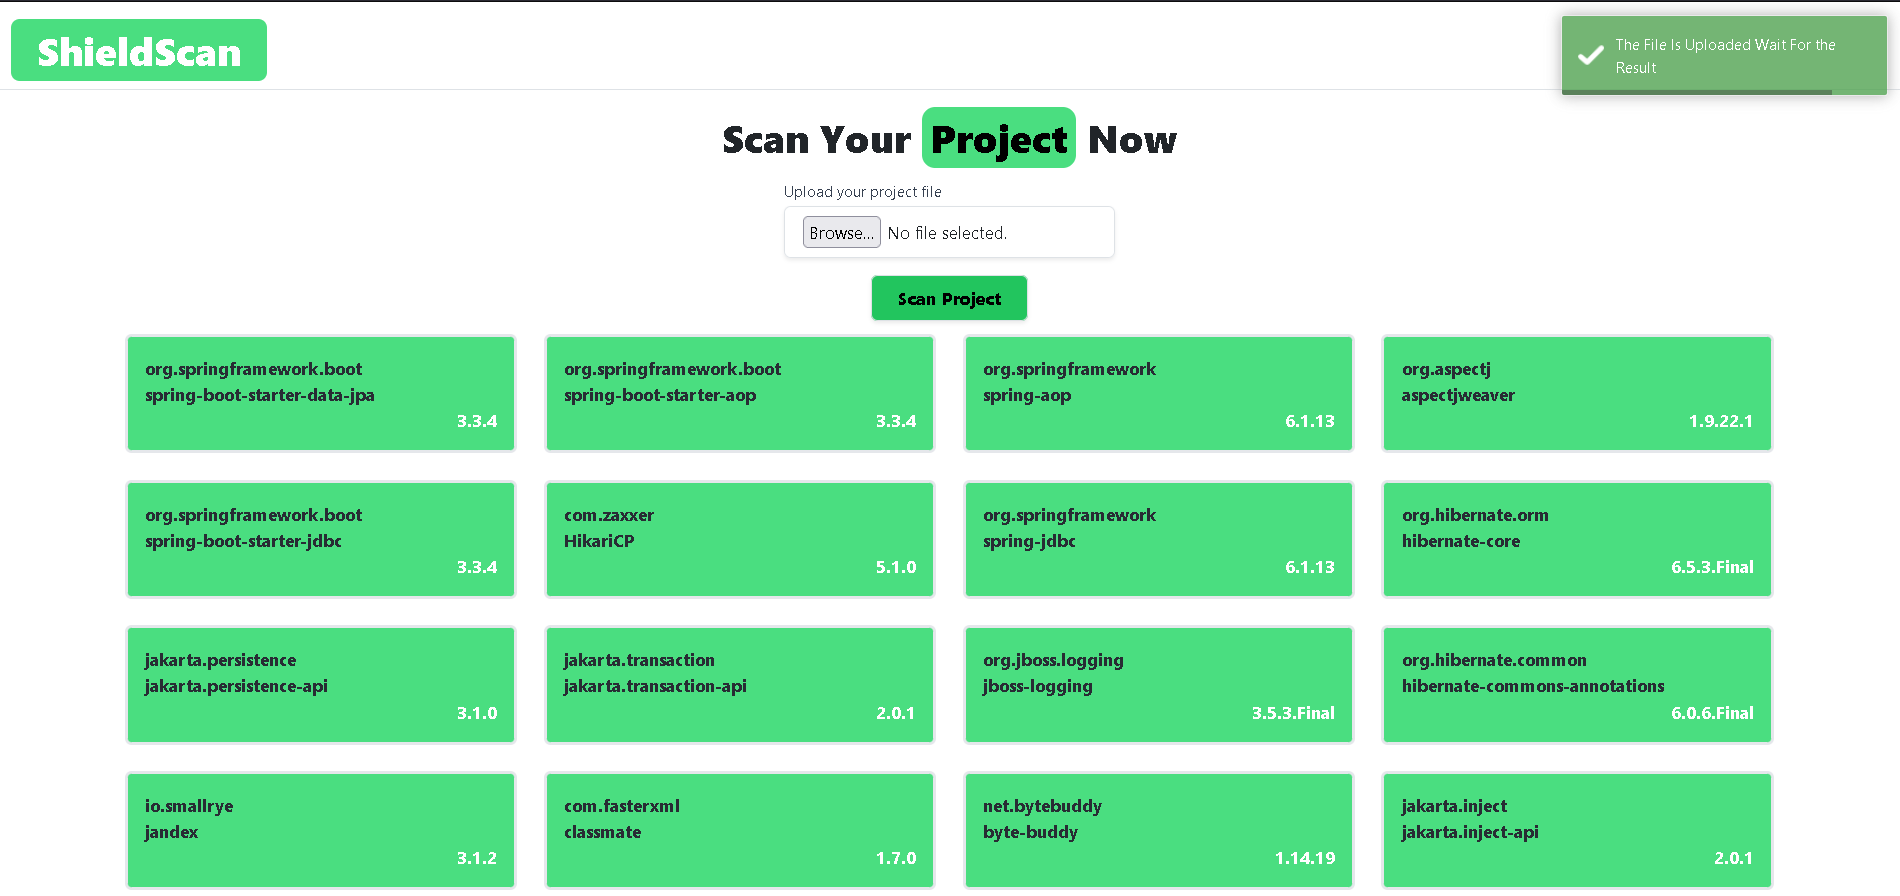 ShieldScan
The File Is Uploaded Wait For the
Result
Scan Your Project Now
Upload your project file
Browse... No file selected.
Scan Project
org.springframework.boot
spring-boot-starter-data-jpa
3.3.4
org.springframework.boot
spring-boot-starter-aop
3.3.4
org.springframework
spring-aop
6.1.13
org.aspectj
aspectjweaver
1.9.22.1
org.springframework.boot
spring-boot-starter-jdbc
3.3.4
com.zaxxer
HikariCP
5.1.0
org.springframework
spring-jdbc
6.1.13
org.hibernate.orm
hibernate-core
6.5.3.Final
jakarta.persistence
jakarta.persistence-api
3.1.0
jakarta.transaction
jakarta.transaction-api
2.0.1
org.jboss.logging
jboss-logging
3.5.3.Final
org.hibernate.common
hibernate-commons-annotations
6.0.6.Final
io.smallrye
jandex
3.1.2
com.fasterxml
classmate
1.7.0
net.bytebuddy
byte-buddy
1.14.19
jakarta.inject
jakarta.inject-api
2.0.1